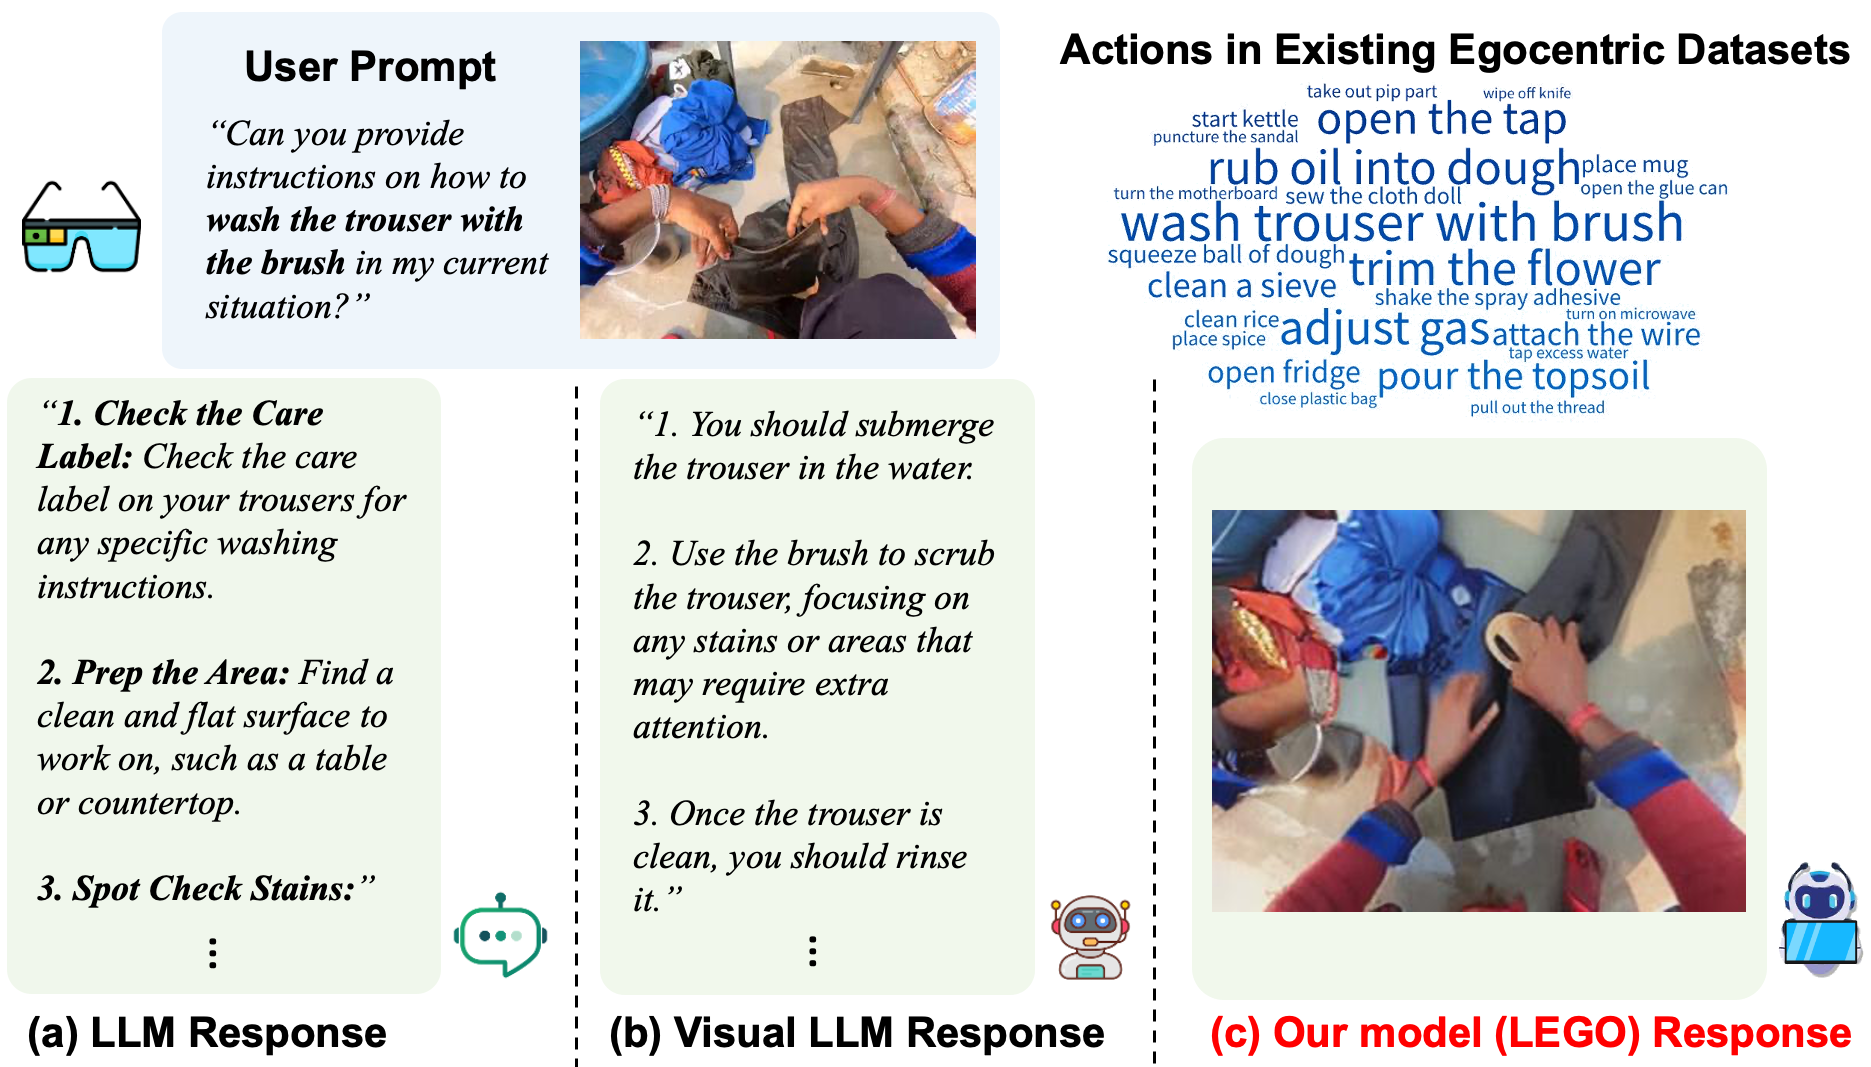 User Prompt
“Can you provide
instructions on how to
wash the trouser with
the brush in my current
situation?”
Actions in Existing Egocentric Datasets
take out pip part
wipe off knife
start kettle
open the tap
puncture the sandal
rub oil into dough
place mug
open the glue can
turn the motherboard
sew the cloth doll
wash trouser with brush
squeeze ball of dough
trim the flower
clean a sieve
shake the spray adhesive
clean rice
adjust gas
turn on microwave
attach the wire
place spice
tap excess water
open fridge
pour the topsoil
close plastic bag
pull out the thread
“1. Check the Care
Label: Check the care
label on your trousers for
any specific washing
instructions.
2. Prep the Area: Find a
clean and flat surface to
work on, such as a table
or countertop.
3. Spot Check Stains:”
(a) LLM Response
“1. You should submerge
the trouser in the water.
2. Use the brush to scrub
the trouser, focusing on
any stains or areas that
may require extra
attention.
3. Once the trouser is
clean, you should rinse
it.”
(b) Visual LLM Response
(c) Our model (LEGO) Response